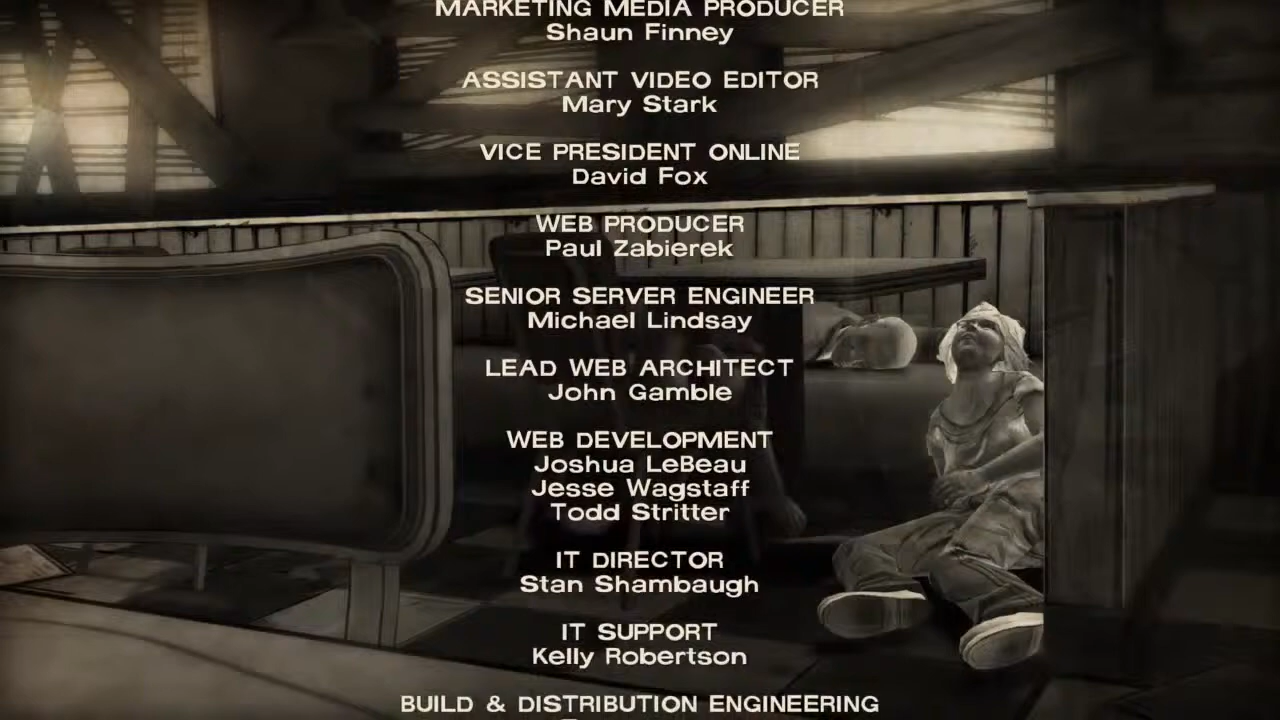 MARKETING MEDIA PRODUCER
Shaun Finney
ASSISTANT VIDEO EDITOR
Mary Stark
VICE PRESIDENT ONLINE
David Fox
WEB PRODUCER
Paul Zabierek
SENIOR SERVER ENGINEER
Michael Lindsay
LEAD WEB ARCHITECT
John Gamble
WEB DEVELOPMENT
Joshua LeBeau
Jesse Wagstaff
Todd Stritter
IT DIRECTOR
Stan Shambaugh
IT SUPPORT
Kelly Robertson
BUILD & DISTRIBUTION ENGINEERING